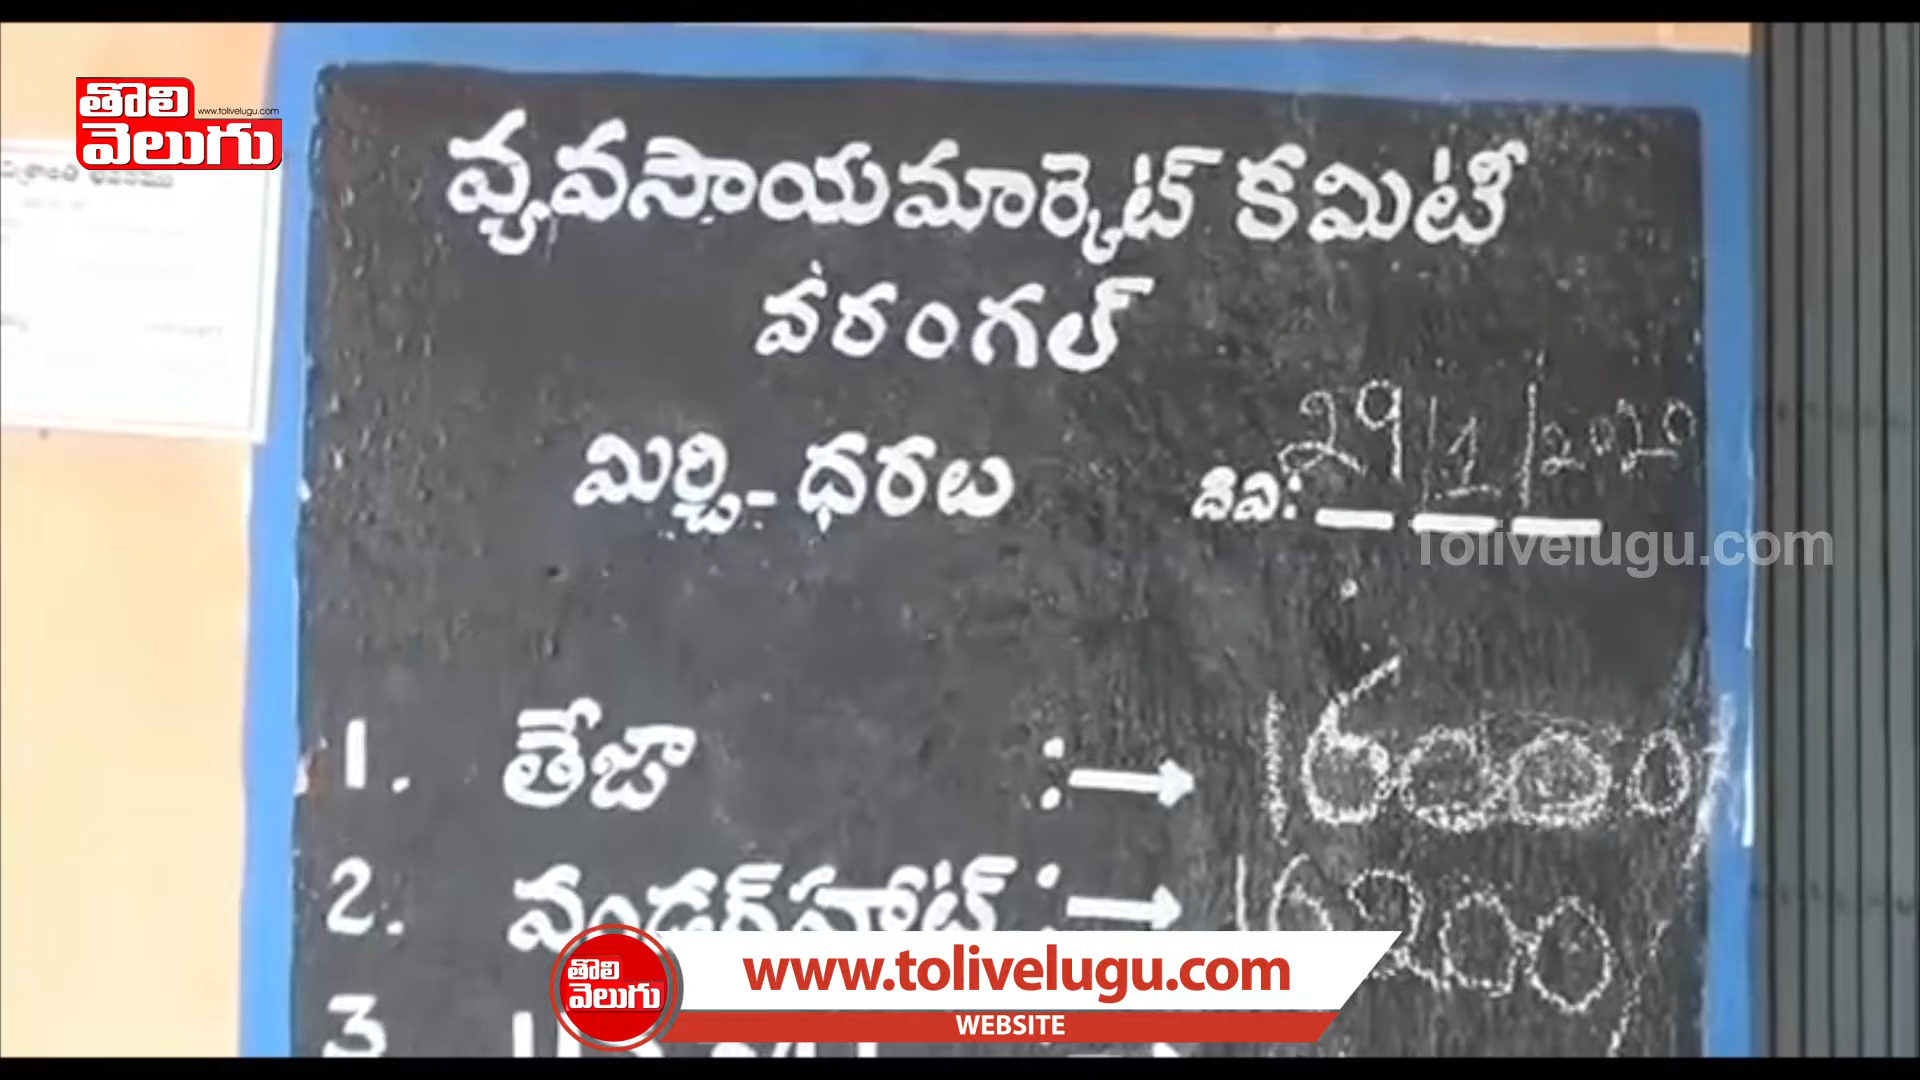 తొలి
వెలుగు
www.tolivelugu.com
వ్యవసాయమార్కెట్ కమిటీ
వరంగల్
మిర్చి - ధరలు దిని: 29/1/2020
Tolivelugu.com
1. తేజా :→ 16000/
2. వండర్‌హాట్ :→ 16200/
3
తొలి
వెలుగు
www.tolivelugu.com
WEBSITE